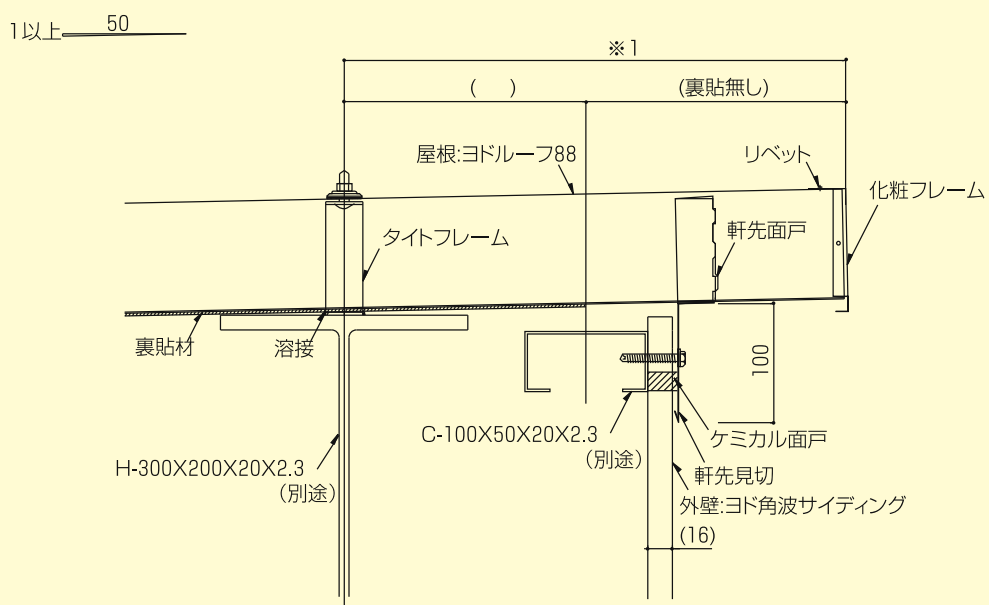 50
1以上
※1
(　　)
(裏貼無し)
屋根:ヨドルーフ88
リベット
化粧フレーム
タイトフレーム
軒先面戸
裏貼材
溶接
100
C-100X50X20X2.3
(別途)
ケミカル面戸
H-300X200X20X2.3
(別途)
軒先見切
外壁:ヨド角波サイディング
(16)